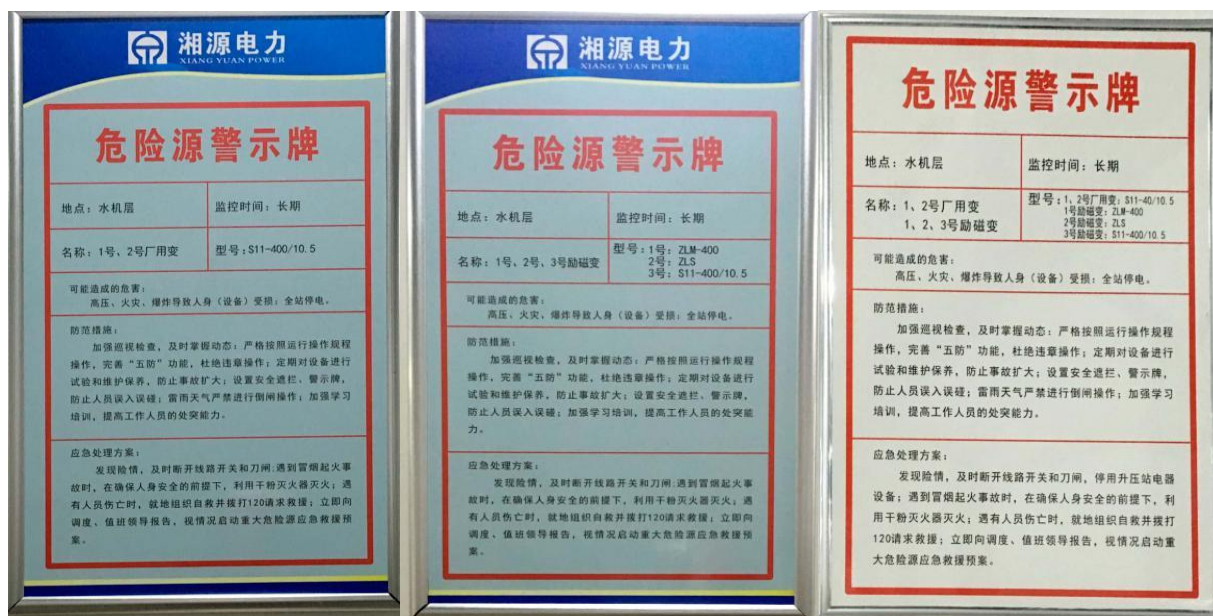 湘源电力
XIANG YUAN POWER
危险源警示牌
地点：水机层
监控时间：长期
名称：1号、2号厂用变
型号：S11-400/10.5
可能造成的危害：
高压、火灾、爆炸导致人身（设备）受损；全站停电。
防范措施：
加强巡视检查，及时掌握动态；严格按照运行操作规程
操作，完善“五防”功能，杜绝违章操作；定期对设备进行
试验和维护保养，防止事故扩大；设置安全遮拦、警示牌，
防止人员误入误碰；雷雨天气严禁进行倒闸操作；加强学习
培训，提高工作人员的处突能力。
应急处理方案：
发现险情，及时断开线路开关和刀闸；遇到冒烟起火事
故时，在确保人身安全的前提下，利用干粉灭火器灭火；遇
有人员伤亡时，就地组织自救并拨打120请求救援；立即向
调度、值班领导报告，视情况启动重大危险源应急救援预
案。
湘源电力
XIANG YUAN POWER
危险源警示牌
地点：水机层
监控时间：长期
名称：1号、2号、3号励磁变
型号：1号：ZLM-400
2号：ZLS
3号：S11-400/10.5
可能造成的危害：
高压、火灾、爆炸导致人身（设备）受损；全站停电。
防范措施：
加强巡视检查，及时掌握动态；严格按照运行操作规程
操作，完善“五防”功能，杜绝违章操作；定期对设备进行
试验和维护保养，防止事故扩大；设置安全遮拦、警示牌，
防止人员误入误碰；加强学习培训，提高工作人员的处突能
力。
应急处理方案：
发现险情，及时断开线路开关和刀闸；遇到冒烟起火事
故时，在确保人身安全的前提下，利用干粉灭火器灭火；遇
有人员伤亡时，就地组织自救并拨打120请求救援；立即向
调度、值班领导报告，视情况启动重大危险源应急救援预
案。
危险源警示牌
地点：水机层
监控时间：长期
名称：1、2号厂用变
1、2、3号励磁变
型号：1、2号厂用变：S11-40/10.5
1号励磁变：ZLM-400
2号励磁变：ZLS
3号励磁变：S11-400/10.5
可能造成的危害：
高压、火灾、爆炸导致人身（设备）受损；全站停电。
防范措施：
加强巡视检查，及时掌握动态；严格按照运行操作规程
操作，完善“五防”功能，杜绝违章操作；定期对设备进行
试验和维护保养，防止事故扩大；设置安全遮拦、警示牌，
防止人员误入误碰；雷雨天气严禁进行倒闸操作；加强学习
培训，提高工作人员的处突能力。
应急处理方案：
发现险情，及时断开线路开关和刀闸，停用升压站电器
设备；遇到冒烟起火事故时，在确保人身安全的前提下，利
用干粉灭火器灭火；遇有人员伤亡时，就地组织自救并拨打
120请求救援；立即向调度、值班领导报告，视情况启动重
大危险源应急救援预案。